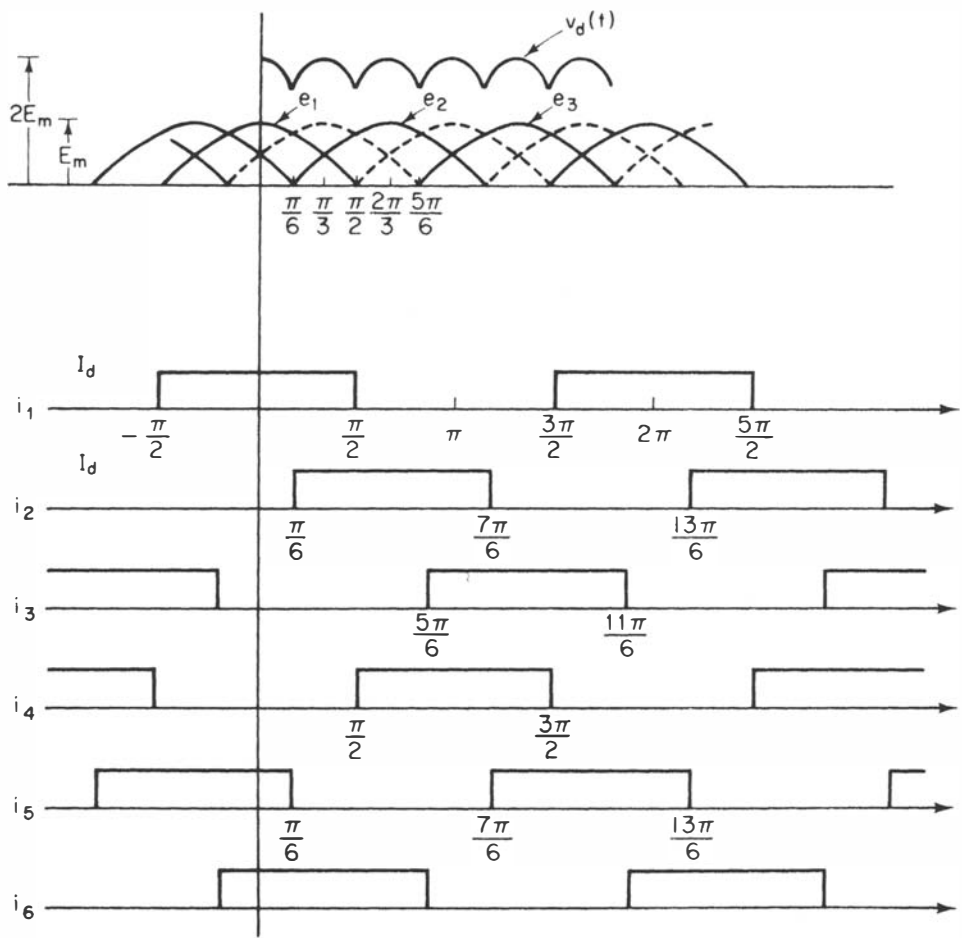 v_d(t)
2E_m
E_m
e_1
e_2
e_3
π/6 π/3 π/2 2π/3 5π/6
I_d
i_1
-π/2 π/2 π 3π/2 2π 5π/2
I_d
i_2
π/6 7π/6 13π/6
i_3
5π/6 11π/6
i_4
π/2 3π/2
i_5
π/6 7π/6 13π/6
i_6